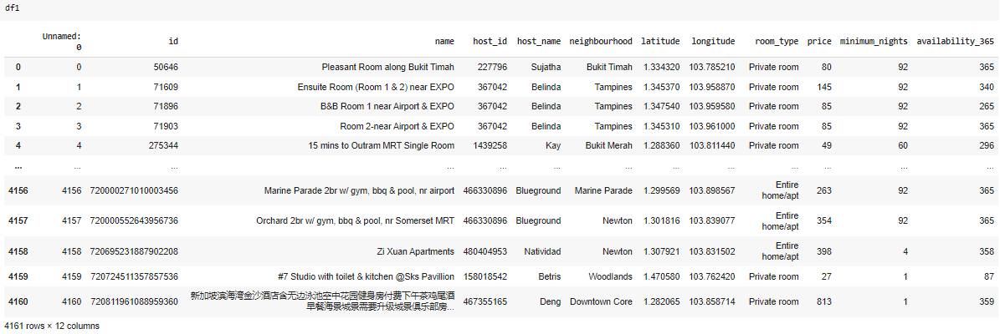 df1
Unnamed: 0 id name host_id host_name neighbourhood latitude longitude room_type price minimum_nights availability_365
0 0 50646 Pleasant Room along Bukit Timah 227796 Sujatha Bukit Timah 1.334320 103.785210 Private room 80 92 365
1 1 71609 Ensuite Room (Room 1 & 2) near EXPO 367042 Belinda Tampines 1.345370 103.958870 Private room 145 92 340
2 2 71896 B&B Room 1 near Airport & EXPO 367042 Belinda Tampines 1.347540 103.959580 Private room 85 92 265
3 3 71903 Room 2-near Airport & EXPO 367042 Belinda Tampines 1.345310 103.961000 Private room 85 92 365
4 4 275344 15 mins to Outram MRT Single Room 1439258 Kay Bukit Merah 1.288360 103.811440 Private room 49 60 296
... ... ... ... ... ... ... ... ... ... ... ... ...
4156 4156 720000271010003456 Marine Parade 2br w/ gym, bbq & pool, nr airport 466330896 Blueground Marine Parade 1.299569 103.898567 Entire home/apt 263 92 365
4157 4157 720000552643956736 Orchard 2br w/ gym, bbq & pool, nr Somerset MRT 466330896 Blueground Newton 1.301816 103.839077 Entire home/apt 354 92 365
4158 4158 720695231887902208 Zi Xuan Apartments 480404953 Natividad Newton 1.307921 103.831502 Entire home/apt 398 4 358
4159 4159 720724511357857536 #7 Studio with toilet & kitchen @Sks Pavillion 158018542 Betris Woodlands 1.470580 103.762420 Private room 27 1 87
4160 4160 720811961088959360 新加坡滨海湾金沙酒店含无边泳池空中花园健身房付费下午茶鸡尾酒早餐海景城景需要升级城景俱乐部房... 467355165 Deng Downtown Core 1.282065 103.858714 Private room 813 1 359
4161 rows × 12 columns